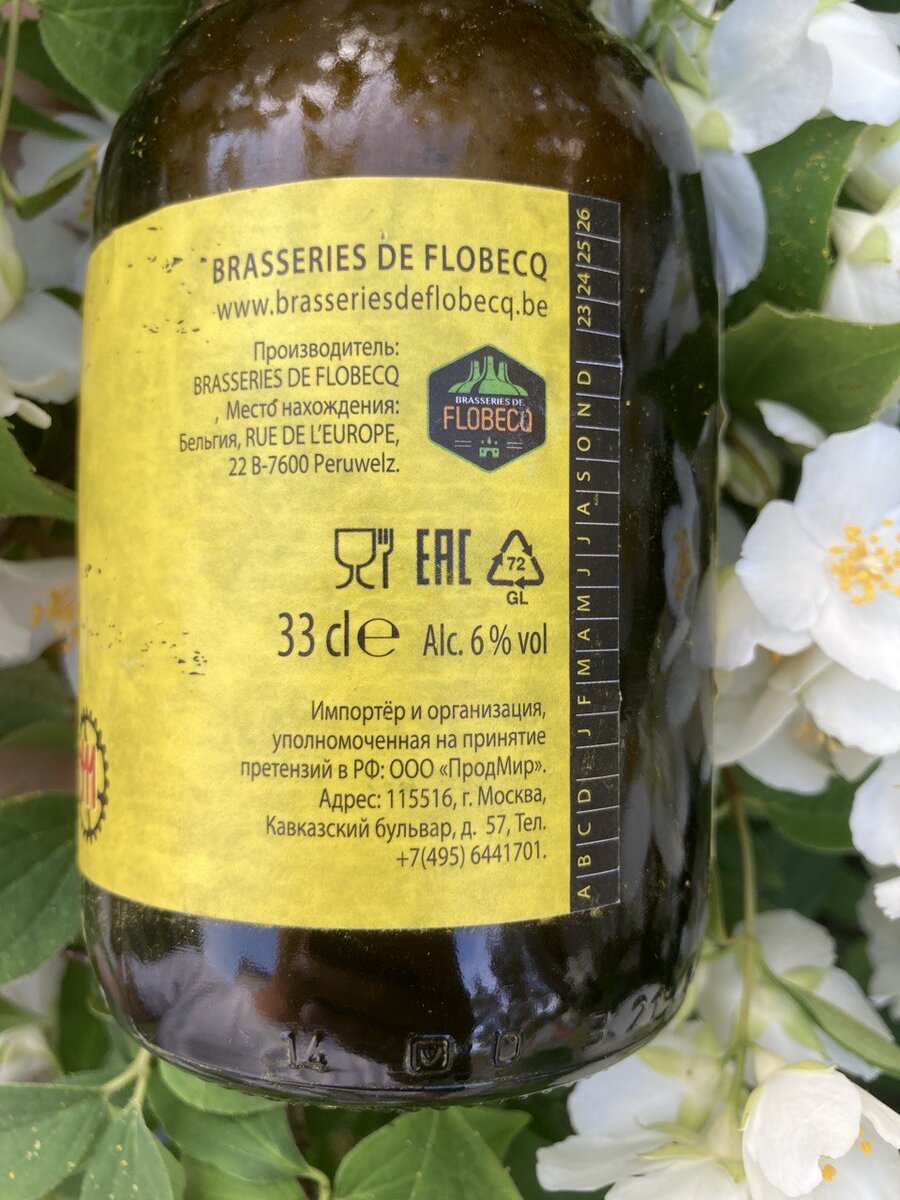 BRASSERIES DE FLOBECQ
www.brasseriesdeflobecq.be
Производитель:
BRASSERIES DE FLOBECQ
, Место нахождения:
Бельгия, RUE DE L'EUROPE,
22 B-7600 Peruwelz.
BRASSERIES DE
FLOBECQ
EAC
72
GL
33 cl e Alc. 6 % vol
Импортёр и организация,
уполномоченная на принятие
претензий в РФ: ООО «ПродМир».
Адрес: 115516, г. Москва,
Кавказский бульвар, д. 57, Тел.
+7(495) 6441701.
A B C D J F M A M J J A S O N D 23 24 25 26
14